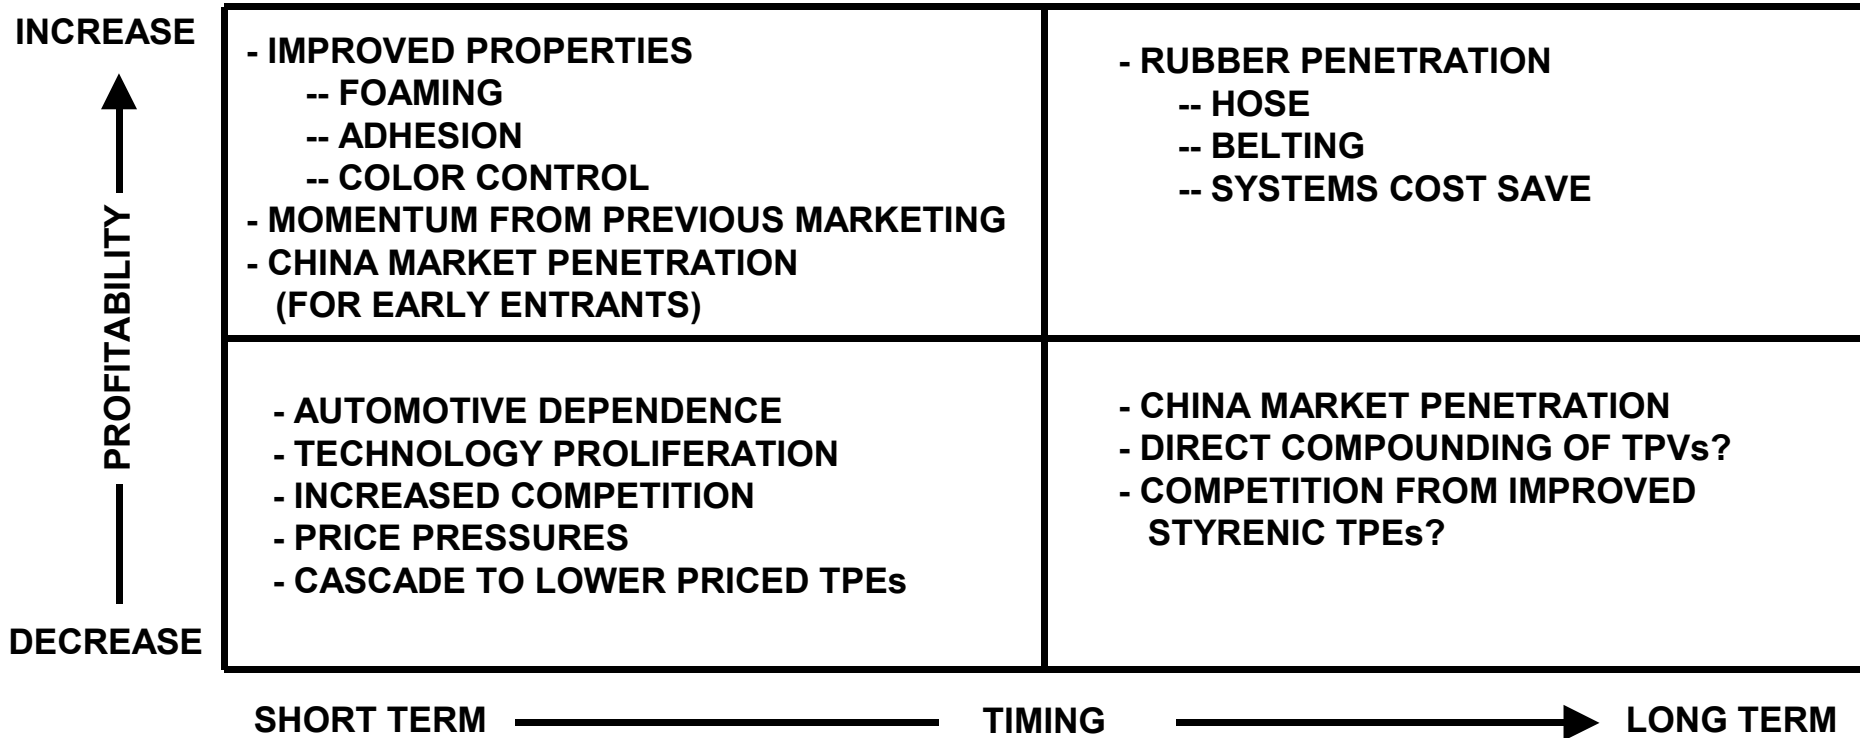 INCREASE
- IMPROVED PROPERTIES
-- FOAMING
-- ADHESION
-- COLOR CONTROL
- MOMENTUM FROM PREVIOUS MARKETING
- CHINA MARKET PENETRATION
(FOR EARLY ENTRANTS)
- RUBBER PENETRATION
-- HOSE
-- BELTING
-- SYSTEMS COST SAVE
PROFITABILITY
- AUTOMOTIVE DEPENDENCE
- TECHNOLOGY PROLIFERATION
- INCREASED COMPETITION
- PRICE PRESSURES
- CASCADE TO LOWER PRICED TPEs
- CHINA MARKET PENETRATION
- DIRECT COMPOUNDING OF TPVs?
- COMPETITION FROM IMPROVED
STYRENIC TPEs?
DECREASE
SHORT TERM
TIMING
LONG TERM